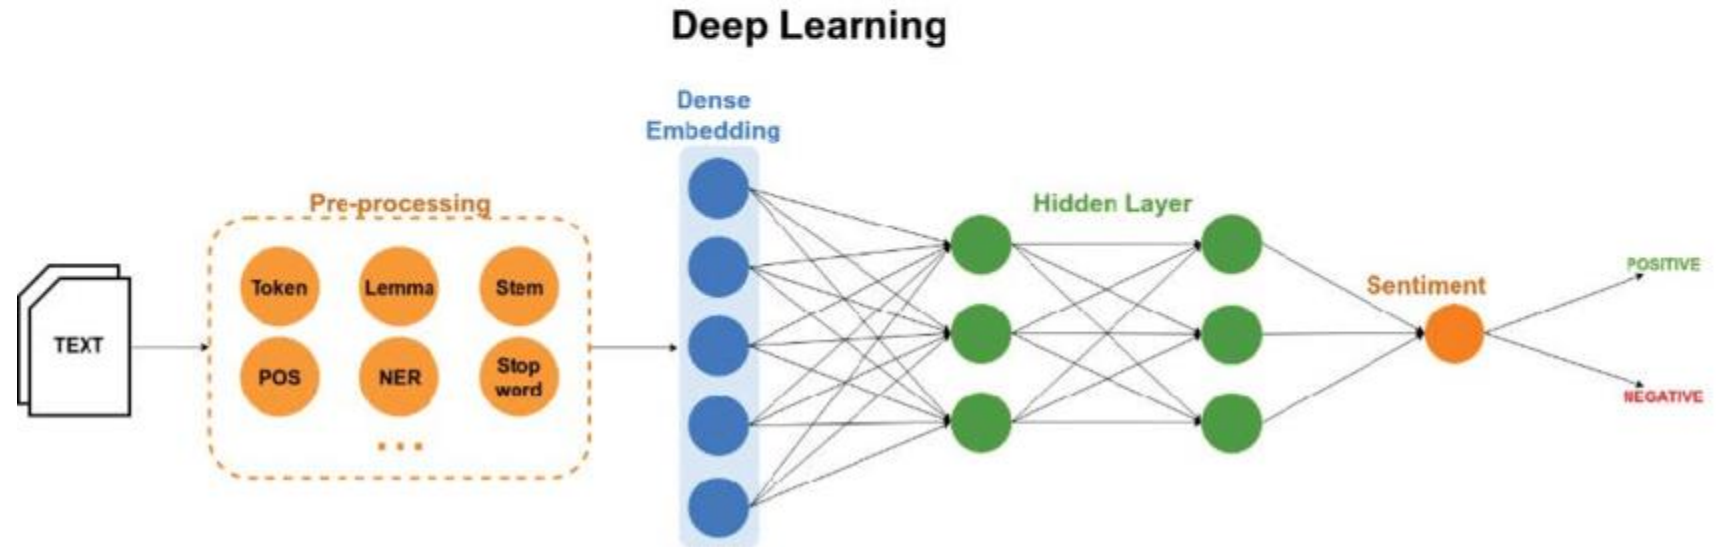 Deep Learning
Dense
Embedding
Pre-processing
Hidden Layer
Token
Lemma
Stem
POSITIVE
Sentiment
TEXT
POS
NER
Stop
word
...
NEGATIVE